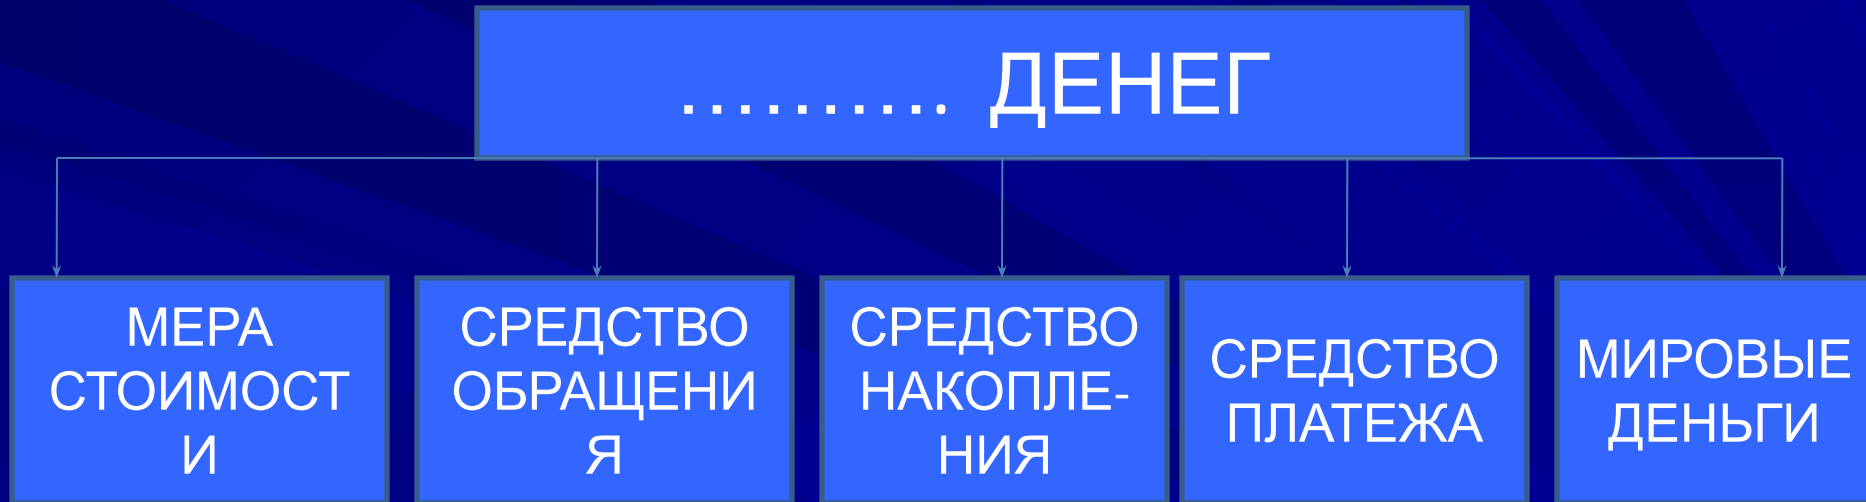 .......... ДЕНЕГ
МЕРА
СТОИМОСТ
И
СРЕДСТВО
ОБРАЩЕНИ
Я
СРЕДСТВО
НАКОПЛЕ-
НИЯ
СРЕДСТВО
ПЛАТЕЖА
МИРОВЫЕ
ДЕНЬГИ